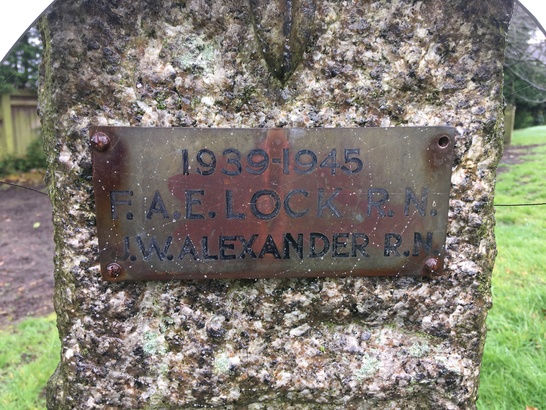 1939-1945
F.A.E. LOCK R.N.
J.W.ALEXANDER R.N